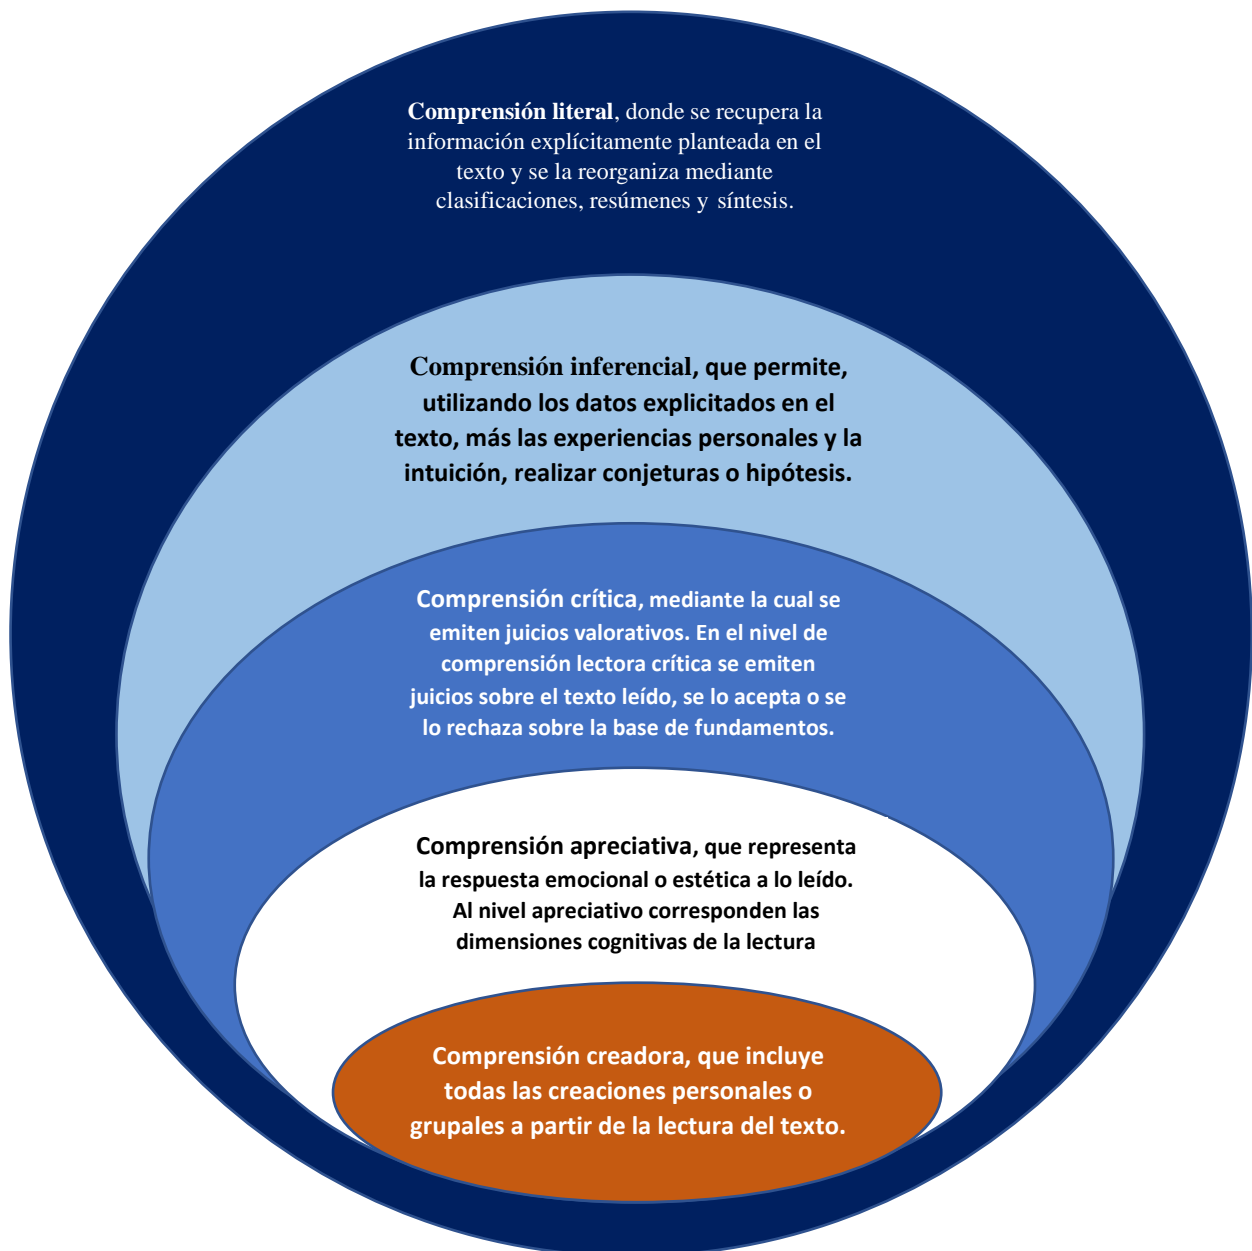 Comprensión literal, donde se recupera la
información explícitamente planteada en el
texto y se la reorganiza mediante
clasificaciones, resúmenes y síntesis.
Comprensión inferencial, que permite,
utilizando los datos explicitados en el
texto, más las experiencias personales y la
intuición, realizar conjeturas o hipótesis.
Comprensión crítica, mediante la cual se
emiten juicios valorativos. En el nivel de
comprensión lectora crítica se emiten
juicios sobre el texto leído, se lo acepta o se
lo rechaza sobre la base de fundamentos.
Comprensión apreciativa, que representa
la respuesta emocional o estética a lo leído.
Al nivel apreciativo corresponden las
dimensiones cognitivas de la lectura
Comprensión creadora, que incluye
todas las creaciones personales o
grupales a partir de la lectura del texto.